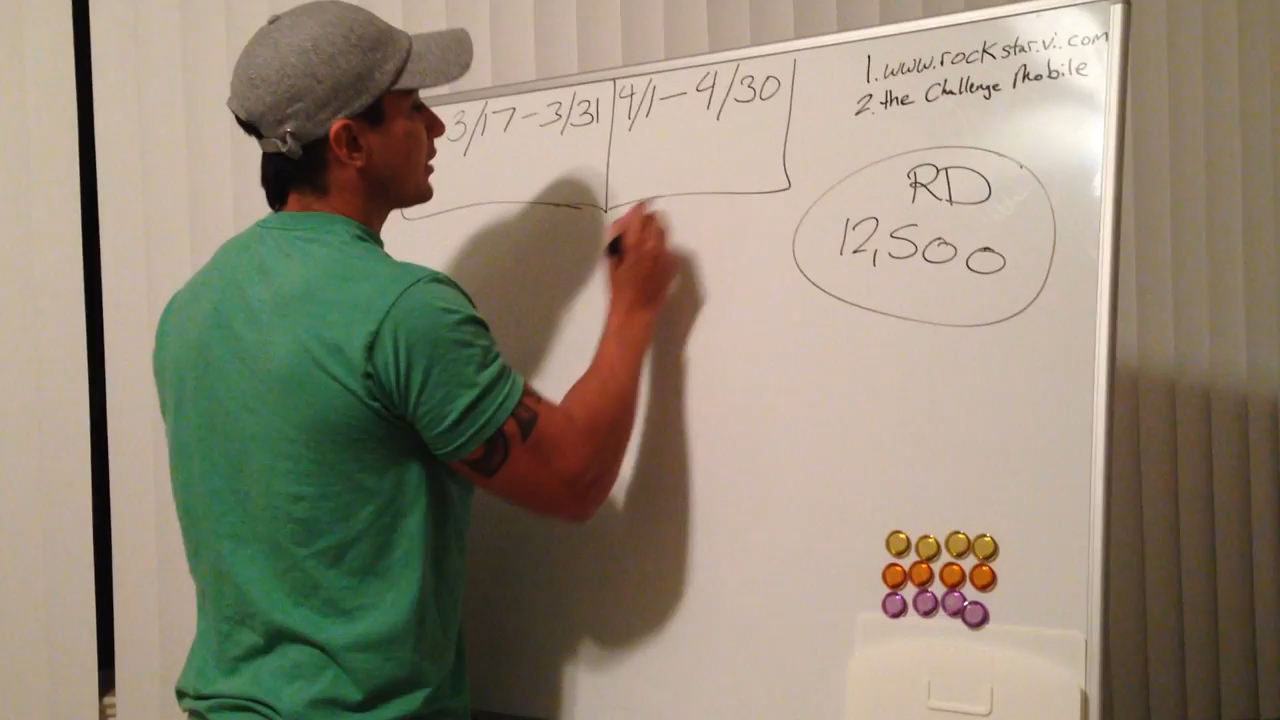 3/17-3/31 4/1-4/30
1. www.rockstar.vi.com
2. the Challenge Mobile
RD
12,500